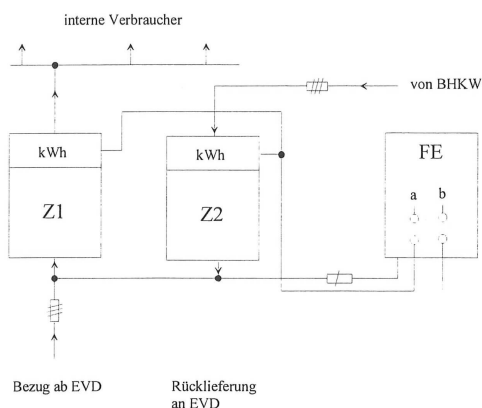 interne Verbraucher
von BHKW
kWh
kWh
FE
a
b
Z1
Z2
Bezug ab EVD
Rücklieferung
an EVD